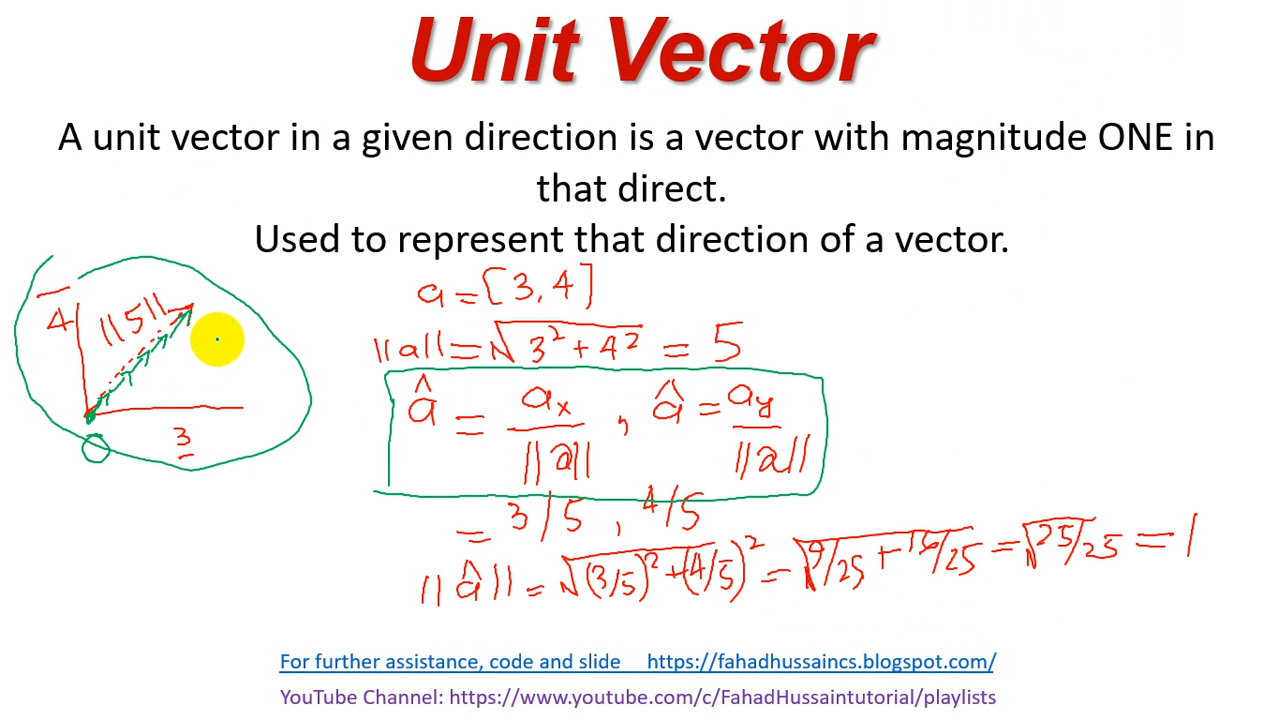 Unit Vector
A unit vector in a given direction is a vector with magnitude ONE in
that direct.
Used to represent that direction of a vector.
a = [3, 4]
4
||5||
||a|| = √3² + 4² = 5
â = aₓ/||a|| , â = a_y/||a||
3
= 3/5 , 4/5
||â|| = √(3/5)² + (4/5)² = √9/25 + 16/25 = √25/25 = 1
For further assistance, code and slide https://fahadhussaincs.blogspot.com/
YouTube Channel: https://www.youtube.com/c/FahadHussaintutorial/playlists